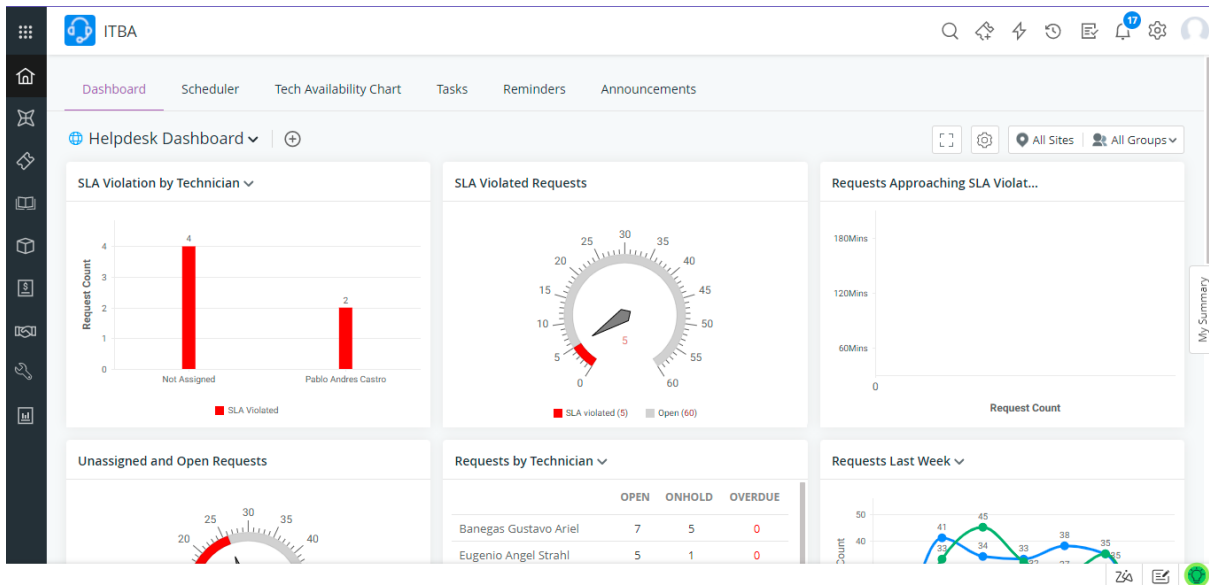 ITBA
17
Dashboard Scheduler Tech Availability Chart Tasks Reminders Announcements
Helpdesk Dashboard
All Sites All Groups
SLA Violation by Technician
4
3
2
1
0
Request Count
4
2
Not Assigned Pablo Andres Castro
SLA Violated
SLA Violated Requests
0
5
10
15
20
25
30
35
40
45
50
55
60
5
SLA violated (5) Open (60)
Requests Approaching SLA Violat...
180Mins
120Mins
60Mins
0
Request Count
My Summary
Unassigned and Open Requests
20
25
30
35
40
Requests by Technician
OPEN ONHOLD OVERDUE
Banegas Gustavo Ariel 7 5 0
Eugenio Angel Strahl 5 1 0
Requests Last Week
50
40
Count
41
45
33
34
33
38
35
35